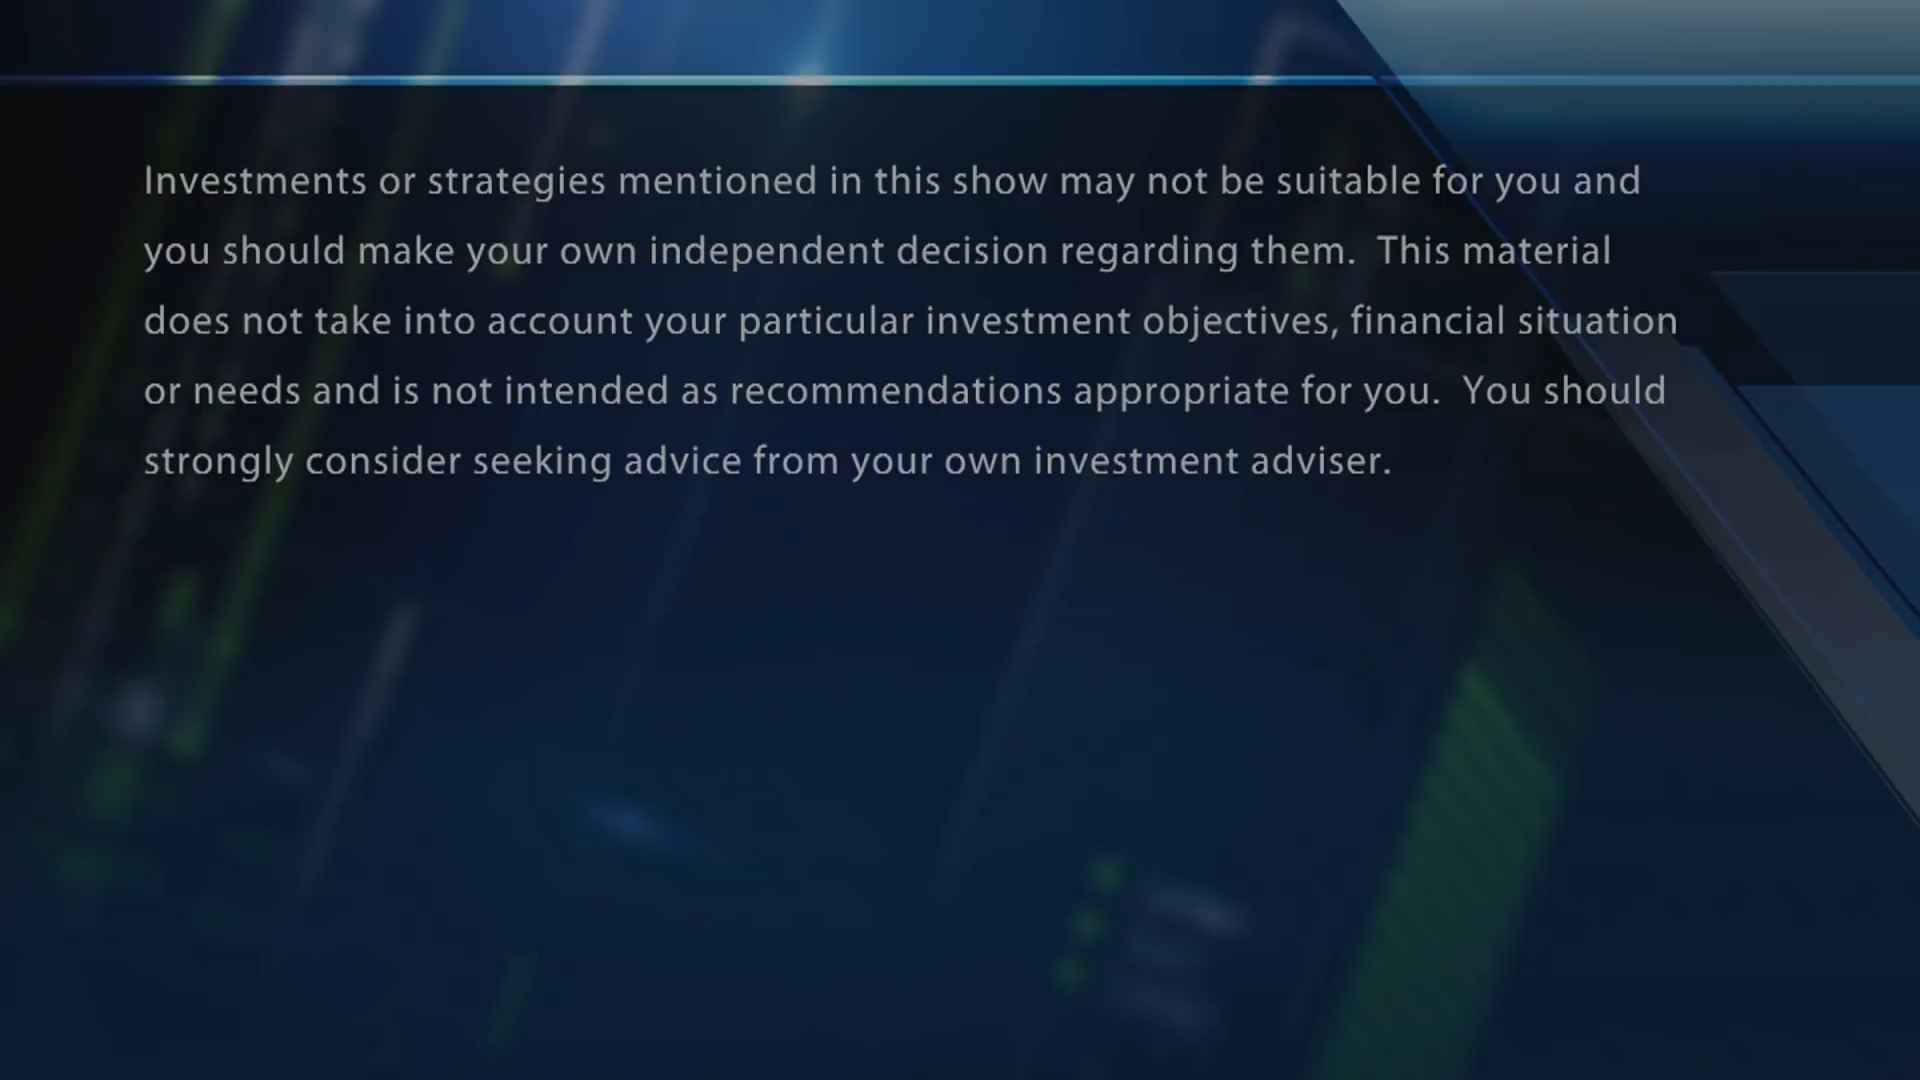 Investments or strategies mentioned in this show may not be suitable for you and
you should make your own independent decision regarding them.  This material
does not take into account your particular investment objectives, financial situation
or needs and is not intended as recommendations appropriate for you.  You should
strongly consider seeking advice from your own investment adviser.